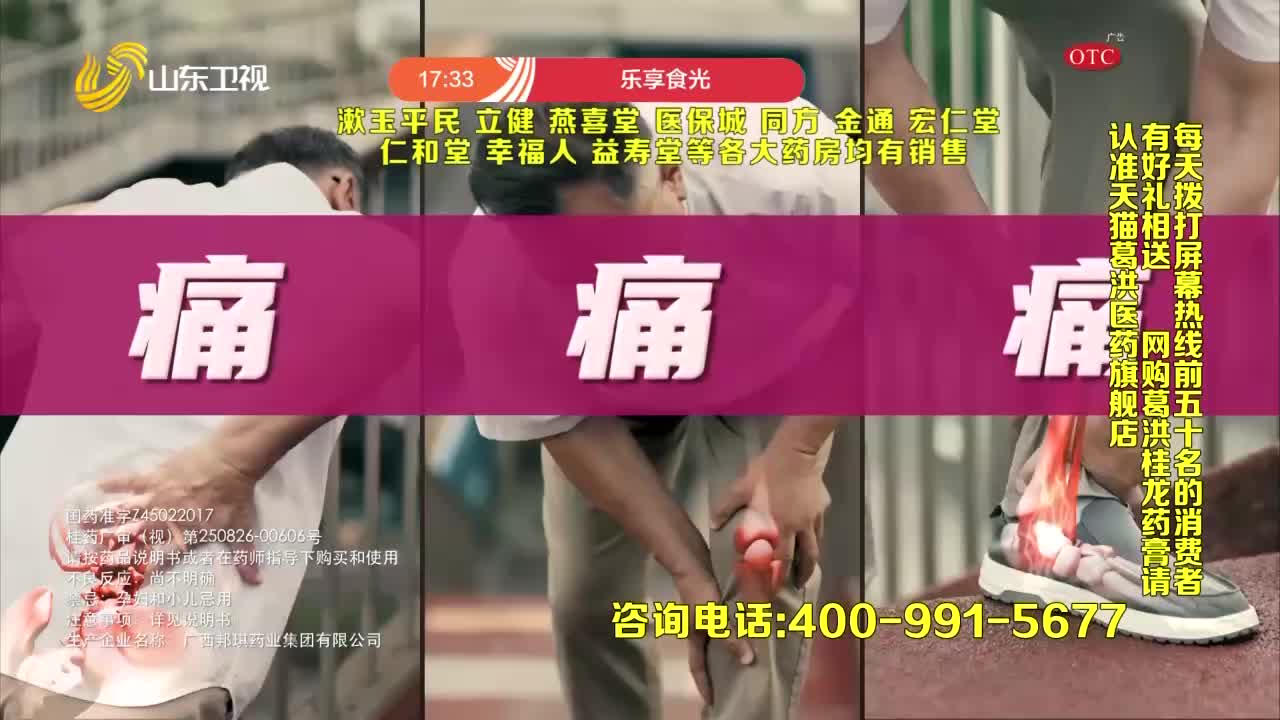 山东卫视
17:33 乐享食光
广告
OTC
漱玉平民 立健 燕喜堂 医保城 同方 金通 宏仁堂
仁和堂 幸福人 益寿堂等各大药房均有销售
每天拨打屏幕热线前五十名的消费者
有好礼相送 网购葛洪桂龙药膏请
认准天猫葛洪医药旗舰店
痛 痛 痛
国药准字Z45022017
桂药广审（视）第250826-00606号
请按药品说明书或者在药师指导下购买和使用
不良反应：尚不明确
禁忌：孕妇和小儿忌用
注意事项：详见说明书
生产企业名称：广西邦琪药业集团有限公司
咨询电话:400-991-5677